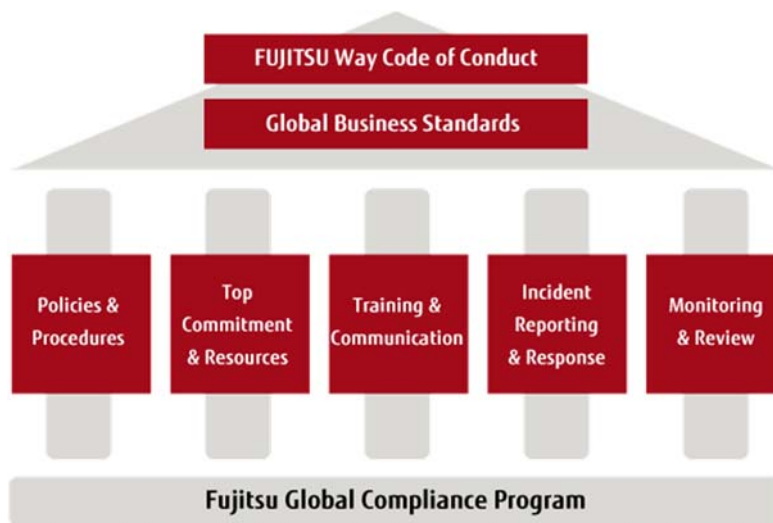 FUJITSU Way Code of Conduct
Global Business Standards
Policies &
Procedures
Top
Commitment
& Resources
Training &
Communication
Incident
Reporting
& Response
Monitoring
& Review
Fujitsu Global Compliance Program